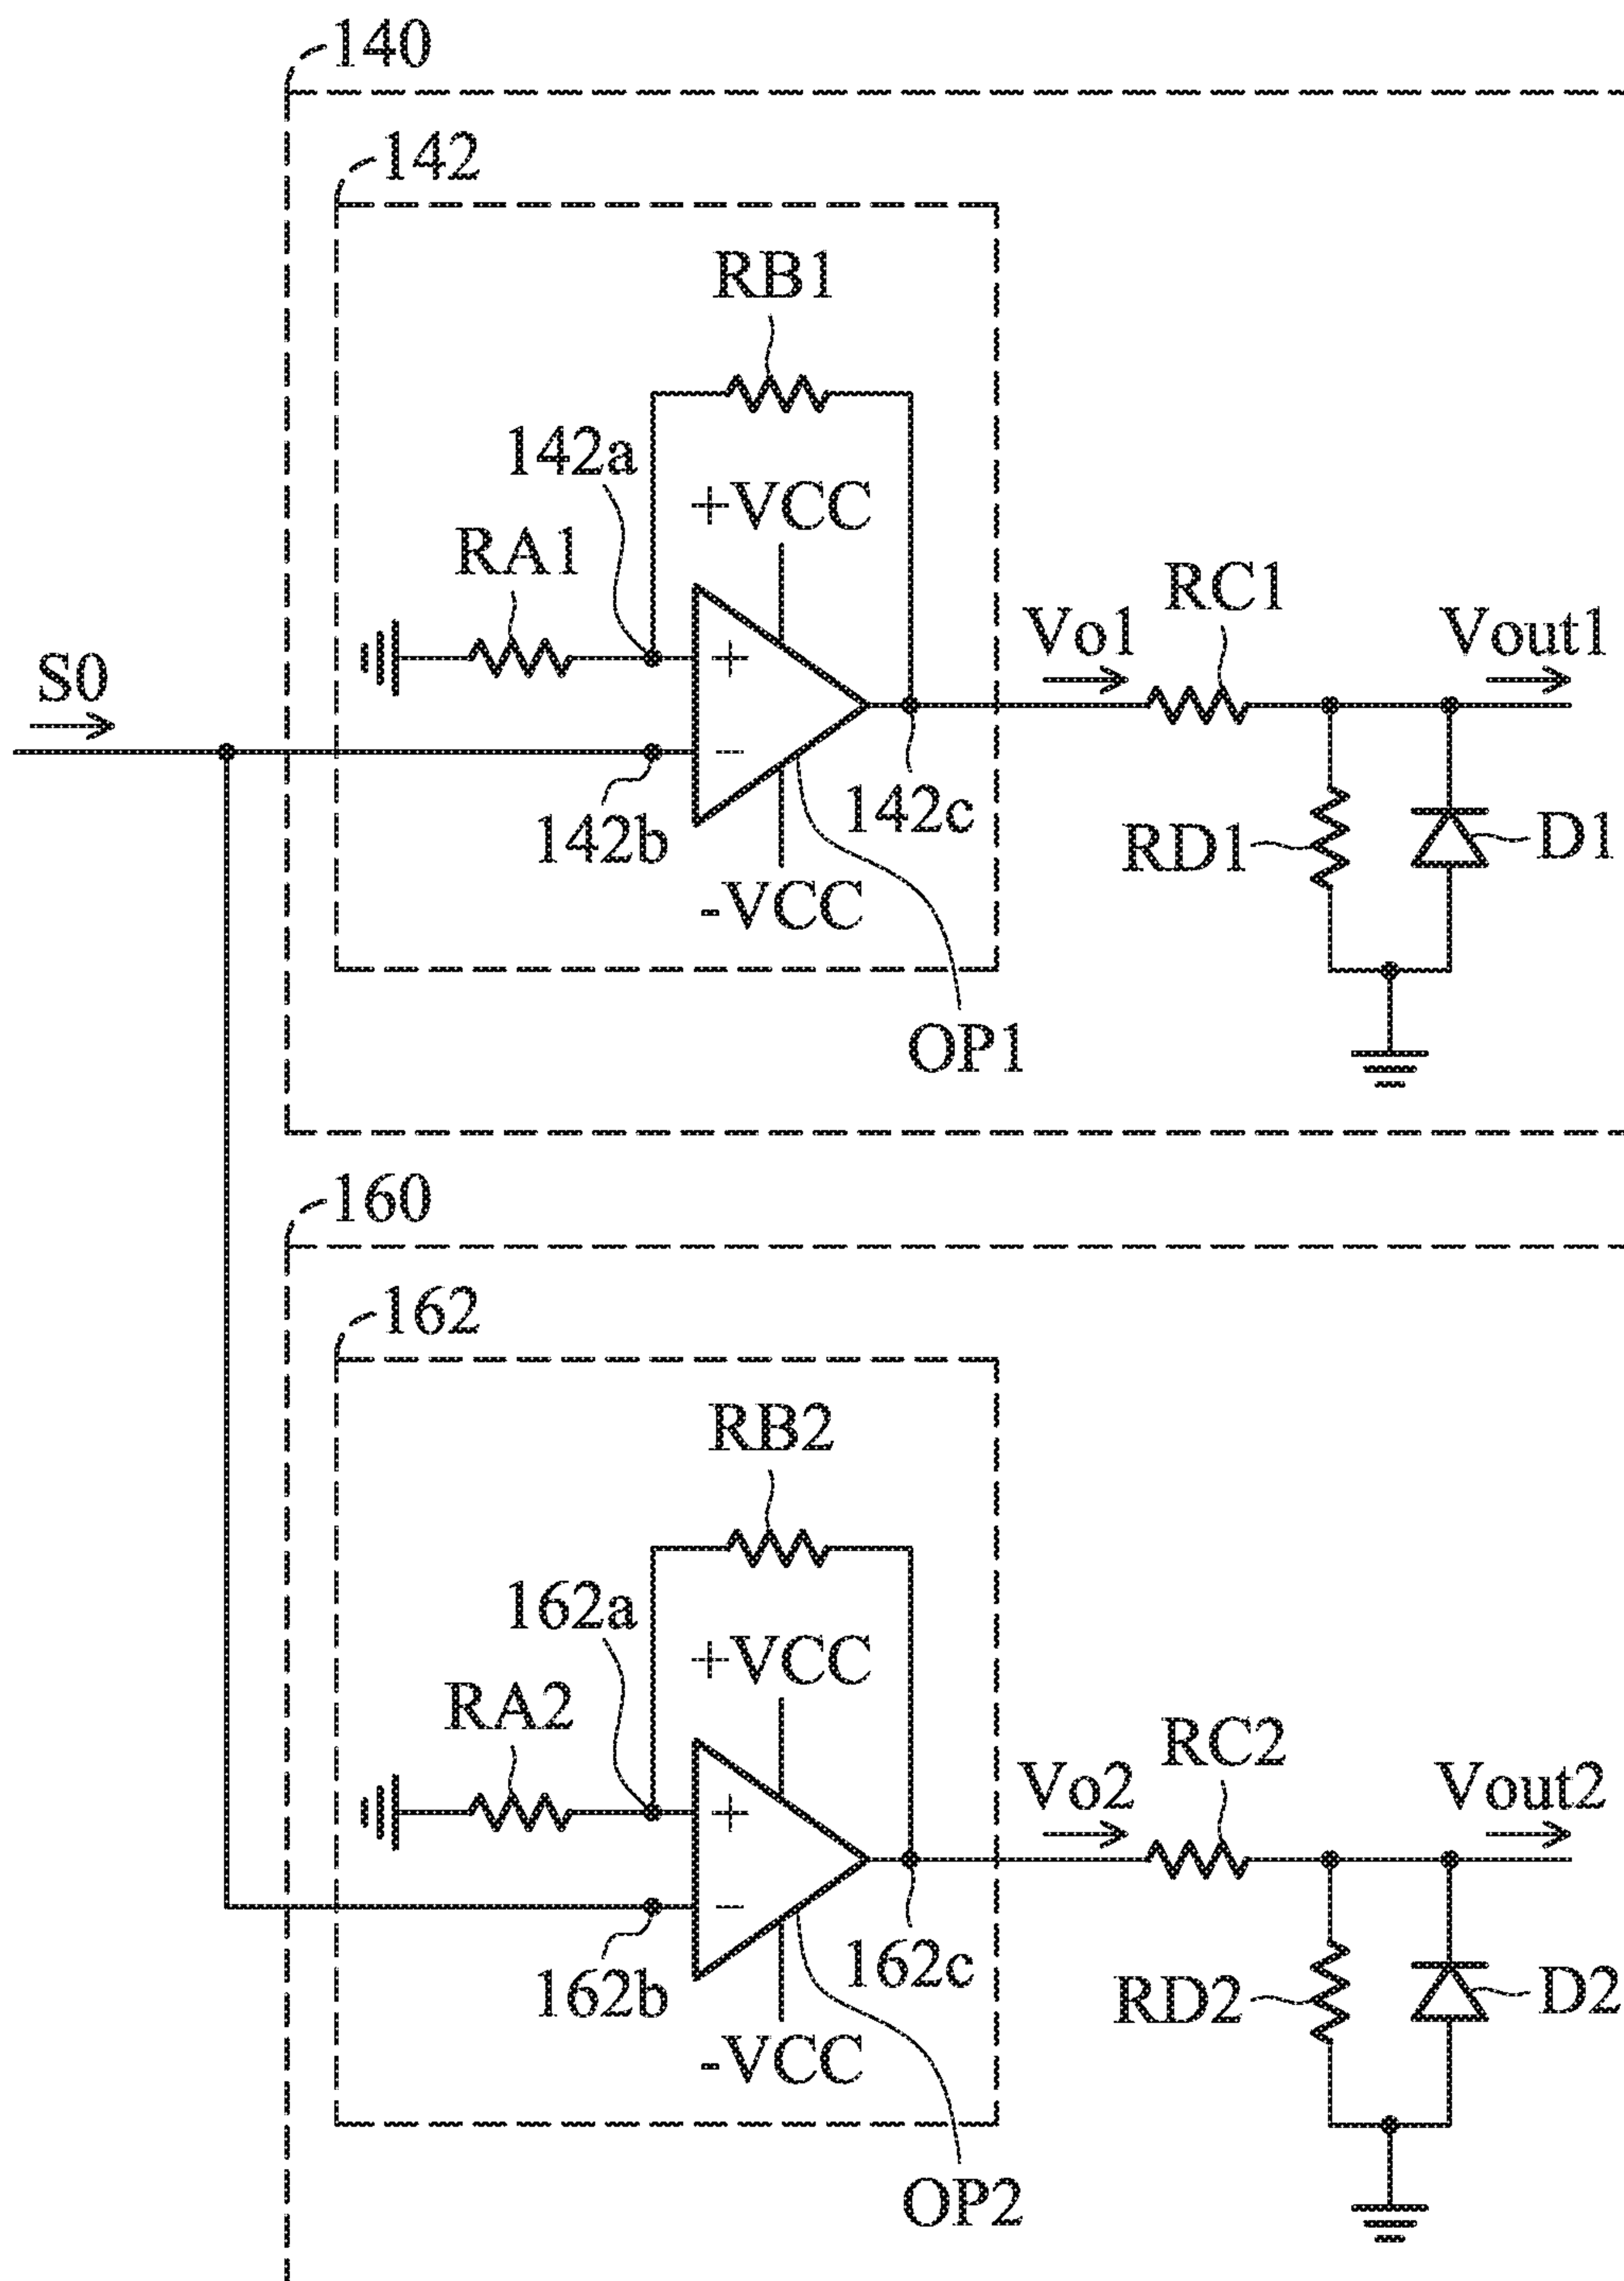 140
142
RB1
142a
+VCC
RA1
RC1
Vo1
Vout1
S0
+
-
142b
142c
RD1
D1
-VCC
OP1
160
162
RB2
162a
+VCC
RA2
RC2
Vo2
Vout2
+
-
162b
162c
RD2
D2
-VCC
OP2